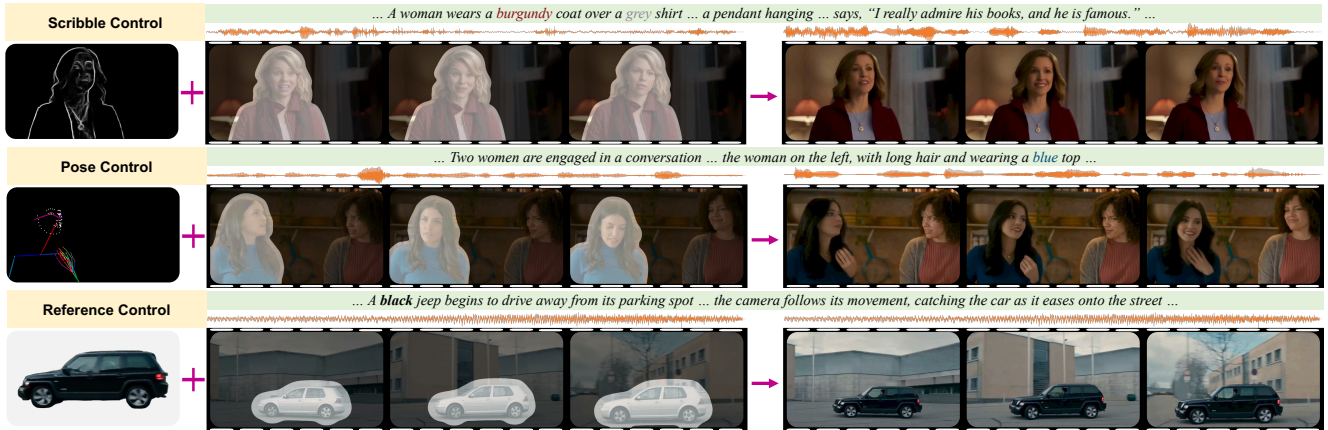 Scribble Control
… A woman wears a burgundy coat over a grey shirt … a pendant hanging … says, “I really admire his books, and he is famous.” …
Pose Control
… Two women are engaged in a conversation … the woman on the left, with long hair and wearing a blue top …
Reference Control
… A black jeep begins to drive away from its parking spot … the camera follows its movement, catching the car as it eases onto the street …